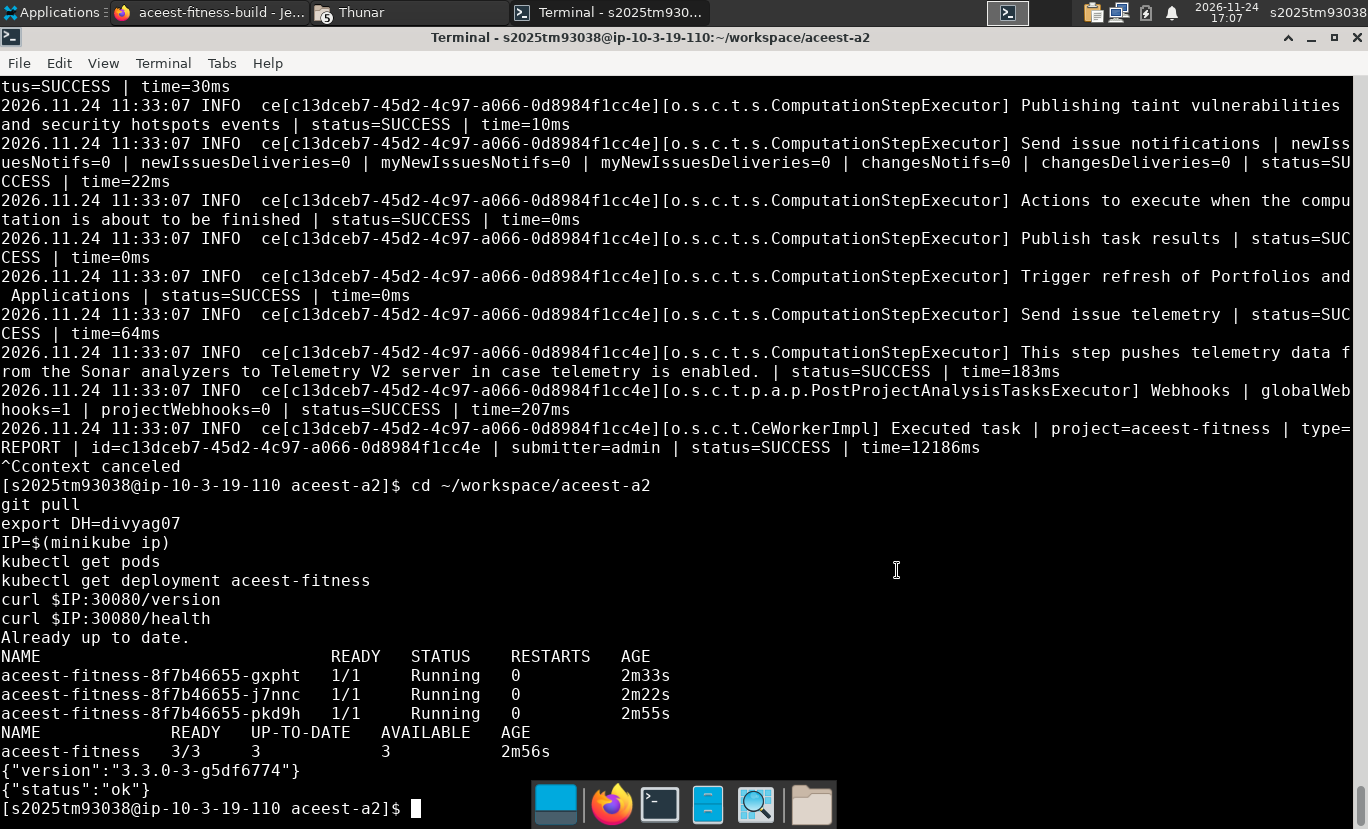 Applications
aceest-fitness-build - Je...
5
Thunar
Terminal - s2025tm930...
2026-11-24
17:07
s2025tm93038
Terminal - s2025tm93038@ip-10-3-19-110:~/workspace/aceest-a2
File Edit View Terminal Tabs Help
tus=SUCCESS | time=30ms
2026.11.24 11:33:07 INFO  ce[c13dceb7-45d2-4c97-a066-0d8984f1cc4e][o.s.c.t.s.ComputationStepExecutor] Publishing taint vulnerabilities
and security hotspots events | status=SUCCESS | time=10ms
2026.11.24 11:33:07 INFO  ce[c13dceb7-45d2-4c97-a066-0d8984f1cc4e][o.s.c.t.s.ComputationStepExecutor] Send issue notifications | newIss
uesNotifs=0 | newIssuesDeliveries=0 | myNewIssuesNotifs=0 | myNewIssuesDeliveries=0 | changesNotifs=0 | changesDeliveries=0 | status=SU
CCESS | time=22ms
2026.11.24 11:33:07 INFO  ce[c13dceb7-45d2-4c97-a066-0d8984f1cc4e][o.s.c.t.s.ComputationStepExecutor] Actions to execute when the compu
tation is about to be finished | status=SUCCESS | time=0ms
2026.11.24 11:33:07 INFO  ce[c13dceb7-45d2-4c97-a066-0d8984f1cc4e][o.s.c.t.s.ComputationStepExecutor] Publish task results | status=SUC
CESS | time=0ms
2026.11.24 11:33:07 INFO  ce[c13dceb7-45d2-4c97-a066-0d8984f1cc4e][o.s.c.t.s.ComputationStepExecutor] Trigger refresh of Portfolios and
 Applications | status=SUCCESS | time=0ms
2026.11.24 11:33:07 INFO  ce[c13dceb7-45d2-4c97-a066-0d8984f1cc4e][o.s.c.t.s.ComputationStepExecutor] Send issue telemetry | status=SUC
CESS | time=64ms
2026.11.24 11:33:07 INFO  ce[c13dceb7-45d2-4c97-a066-0d8984f1cc4e][o.s.c.t.s.ComputationStepExecutor] This step pushes telemetry data f
rom the Sonar analyzers to Telemetry V2 server in case telemetry is enabled. | status=SUCCESS | time=183ms
2026.11.24 11:33:07 INFO  ce[c13dceb7-45d2-4c97-a066-0d8984f1cc4e][o.s.c.t.p.a.p.PostProjectAnalysisTasksExecutor] Webhooks | globalWeb
hooks=1 | projectWebhooks=0 | status=SUCCESS | time=207ms
2026.11.24 11:33:07 INFO  ce[c13dceb7-45d2-4c97-a066-0d8984f1cc4e][o.s.c.t.CeWorkerImpl] Executed task | project=aceest-fitness | type=
REPORT | id=c13dceb7-45d2-4c97-a066-0d8984f1cc4e | submitter=admin | status=SUCCESS | time=12186ms
^Ccontext canceled
[s2025tm93038@ip-10-3-19-110 aceest-a2]$ cd ~/workspace/aceest-a2
git pull
export DH=divyag07
IP=$(minikube ip)
kubectl get pods
kubectl get deployment aceest-fitness
curl $IP:30080/version
curl $IP:30080/health
Already up to date.
NAME                             READY   STATUS    RESTARTS   AGE
aceest-fitness-8f7b46655-gxpht   1/1     Running   0          2m33s
aceest-fitness-8f7b46655-j7nnc   1/1     Running   0          2m22s
aceest-fitness-8f7b46655-pkd9h   1/1     Running   0          2m55s
NAME             READY   UP-TO-DATE   AVAILABLE   AGE
aceest-fitness   3/3     3            3           2m56s
{"version":"3.3.0-3-g5df6774"}
{"status":"ok"}
[s2025tm93038@ip-10-3-19-110 aceest-a2]$